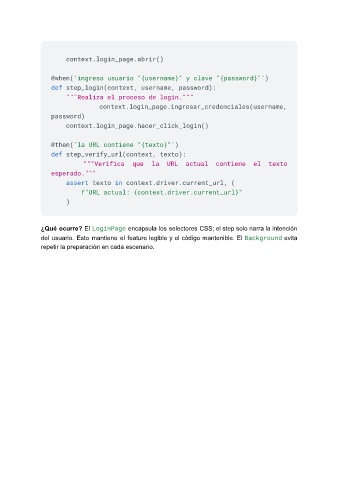 context.login_page.abrir()
@when('ingreso usuario "{username}" y clave "{password}"')
def step_login(context, username, password):
"""Realiza el proceso de login."""
context.login_page.ingresar_credenciales(username,
password)
context.login_page.hacer_click_login()
@then('la URL contiene "{texto}"')
def step_verify_url(context, texto):
"""Verifica que la URL actual contiene el texto
esperado."""
assert texto in context.driver.current_url, (
f"URL actual: {context.driver.current_url}"
)
¿Qué ocurre? El LoginPage encapsula los selectores CSS; el step solo narra la intención
del usuario. Esto mantiene el feature legible y el código mantenible. El Background evita
repetir la preparación en cada escenario.